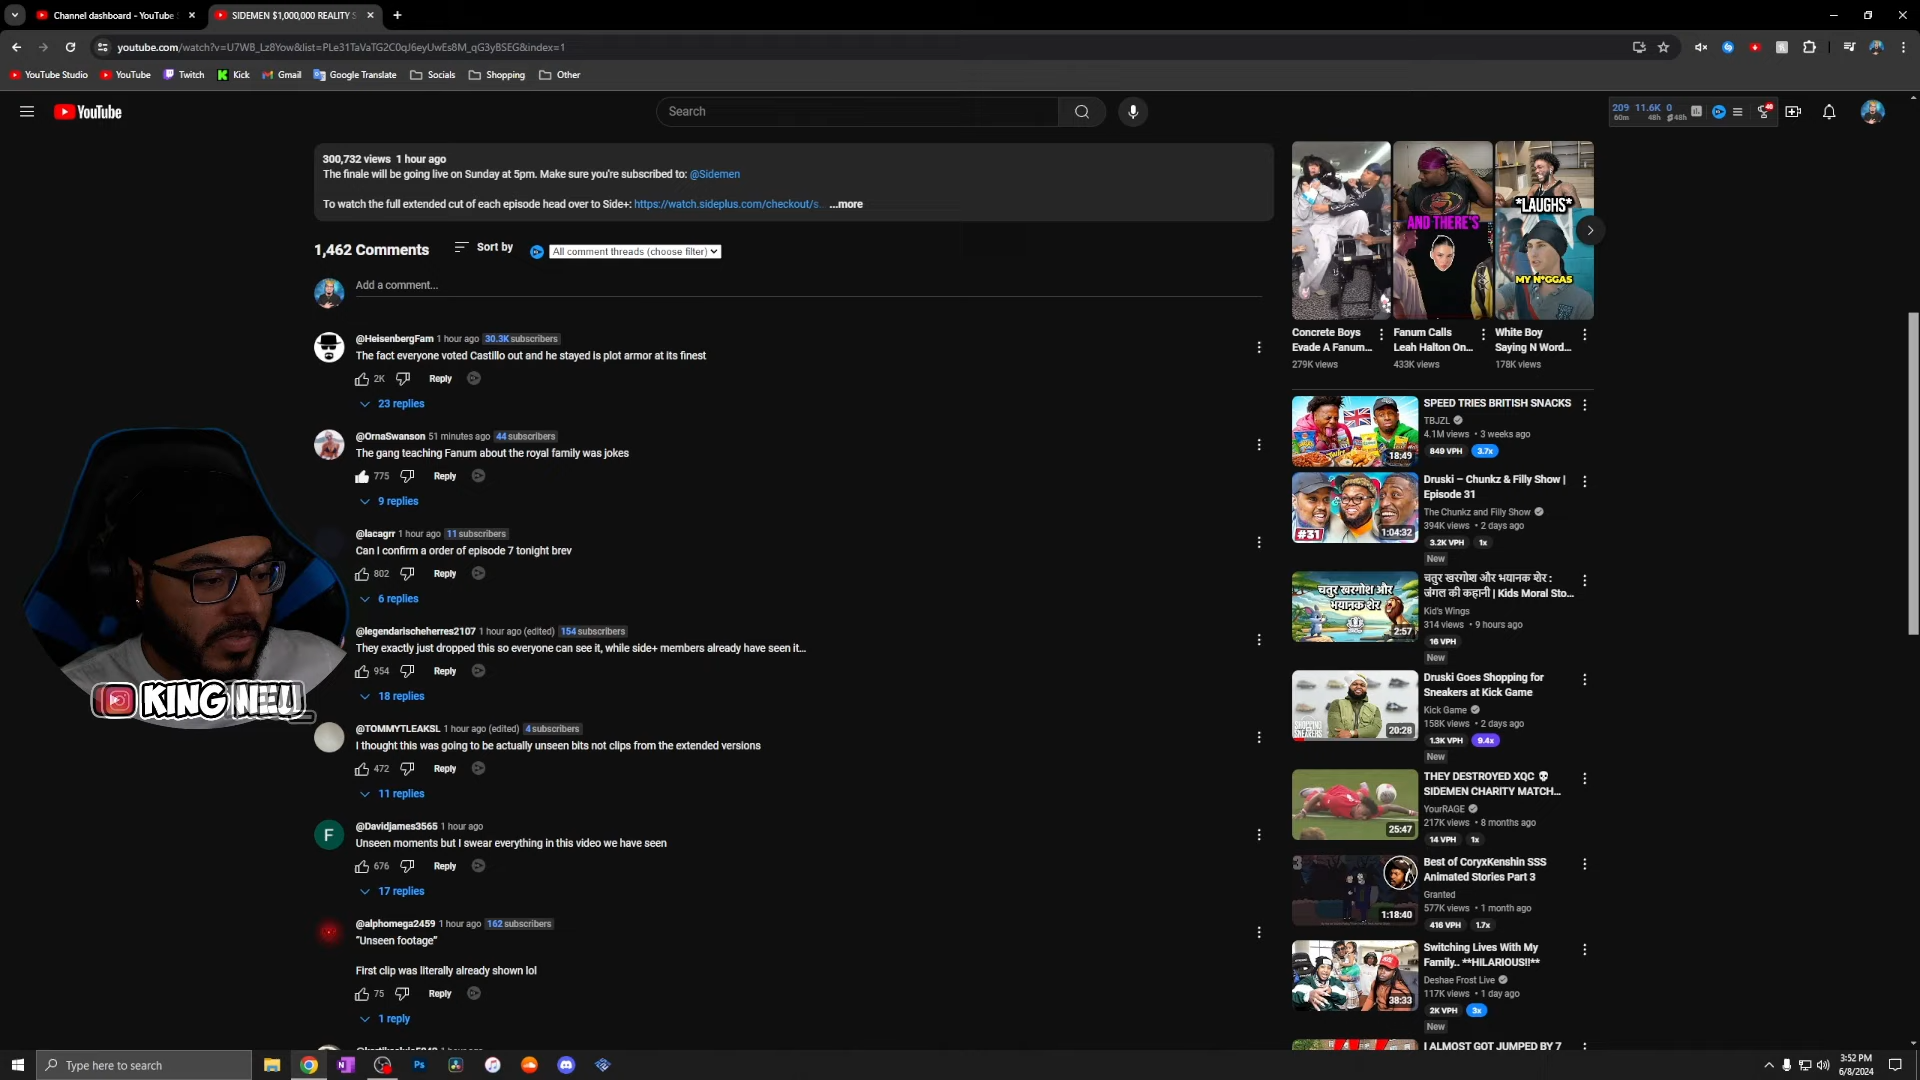 Channel dashboard - YouTube
SIDEMEN $1,000,000 REALITY S
youtube.com/watch?v=U7WB_Lz8Yow&list=PLe31TaVaTG2C0qJ6eyUwEs8M_qG3yBSEG&index=1
YouTube Studio
YouTube
Twitch
Kick
Gmail
Google Translate
Socials
Shopping
Other
YouTube
Search
209 11.6K 0
60m 48h 48h
300,732 views 1 hour ago
The finale will be going live on Sunday at 5pm. Make sure you're subscribed to: @Sidemen
To watch the full extended cut of each episode head over to Side+: https://watch.sideplus.com/checkout/s... ...more
1,462 Comments
Sort by
All comment threads (choose filter)
Add a comment...
@HeisenbergFam 1 hour ago 30.3K subscribers
The fact everyone voted Castillo out and he stayed is plot armor at its finest
2K Reply
23 replies
@OrnaSwanson 51 minutes ago 44 subscribers
The gang teaching Fanum about the royal family was jokes
775 Reply
9 replies
@lacagrr 1 hour ago 11 subscribers
Can I confirm a order of episode 7 tonight brev
802 Reply
6 replies
@legendarischeherres2107 1 hour ago (edited) 154 subscribers
They exactly just dropped this so everyone can see it, while side+ members already have seen it...
954 Reply
18 replies
@TOMMYTLEAKSL 1 hour ago (edited) 4 subscribers
I thought this was going to be actually unseen bits not clips from the extended versions
472 Reply
11 replies
F
@Davidjames3565 1 hour ago
Unseen moments but I swear everything in this video we have seen
676 Reply
17 replies
@alphomega2459 1 hour ago 162 subscribers
"Unseen footage"
First clip was literally already shown lol
75 Reply
1 reply
KING NEU
AND THERE'S
*LAUGHS*
MY N*GGAS
Concrete Boys
Evade A Fanum...
279K views
Fanum Calls
Leah Halton On...
433K views
White Boy
Saying N Word...
178K views
18:49
SPEED TRIES BRITISH SNACKS
TBJZL
4.1M views • 3 weeks ago
849 VPH 3.7x
#31
1:04:32
Druski – Chunkz & Filly Show |
Episode 31
The Chunkz and Filly Show
394K views • 2 days ago
3.2K VPH 1x
New
चतुर खरगोश और
भयानक शेर
2:57
चतुर खरगोश और भयानक शेर :
जंगल की कहानी | Kids Moral Sto...
Kid's Wings
314 views • 9 hours ago
16 VPH
New
20:28
Druski Goes Shopping for
Sneakers at Kick Game
Kick Game
158K views • 2 days ago
1.3K VPH 9.4x
New
25:47
THEY DESTROYED XQC 💀
SIDEMEN CHARITY MATCH...
YourRAGE
217K views • 8 months ago
14 VPH 1x
3
1:18:40
Best of CoryxKenshin SSS
Animated Stories Part 3
Granted
577K views • 1 month ago
416 VPH 1.7x
38:33
Switching Lives With My
Family.. **HILARIOUS!!**
Deshae Frost Live
117K views • 1 day ago
2K VPH 3x
New
I ALMOST GOT JUMPED BY 7
Type here to search
Ps
3:52 PM
6/8/2024